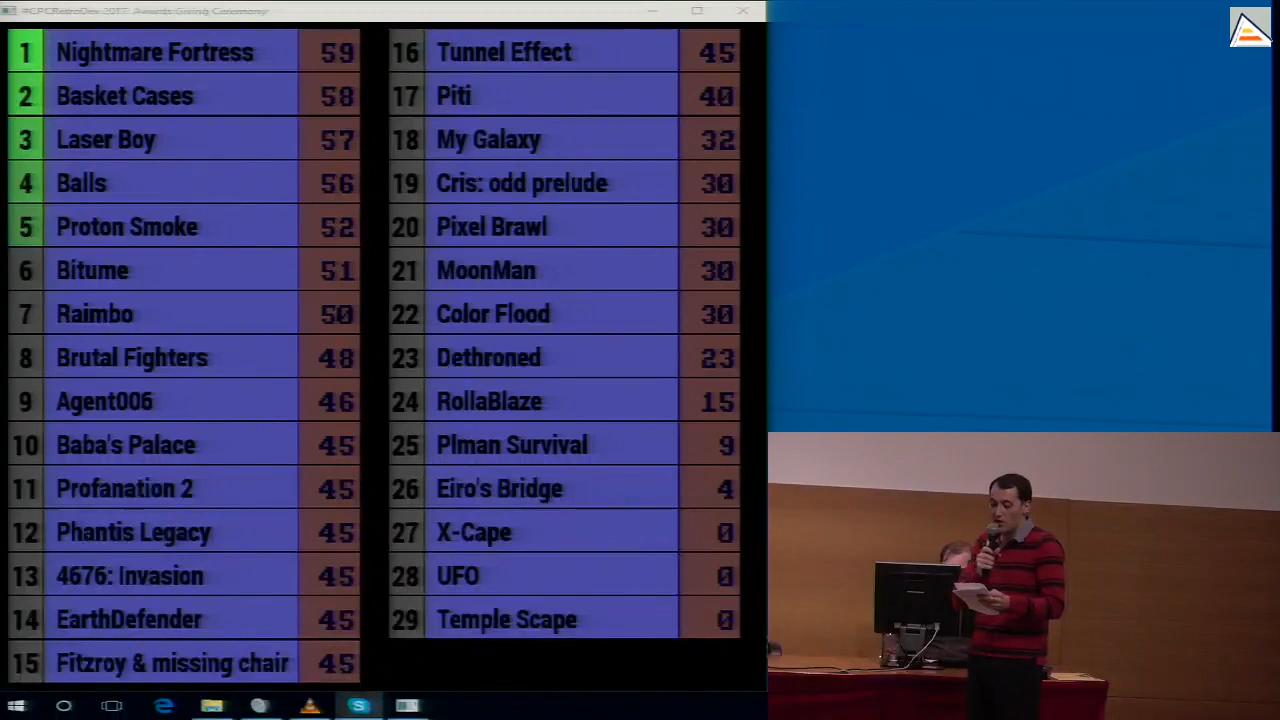 #CPCRetroDev 2017 Awards Giving Ceremony
1 Nightmare Fortress 59
2 Basket Cases 58
3 Laser Boy 57
4 Balls 56
5 Proton Smoke 52
6 Bitume 51
7 Raimbo 50
8 Brutal Fighters 48
9 Agent006 46
10 Baba's Palace 45
11 Profanation 2 45
12 Phantis Legacy 45
13 4676: Invasion 45
14 EarthDefender 45
15 Fitzroy & missing chair 45
16 Tunnel Effect 45
17 Piti 40
18 My Galaxy 32
19 Cris: odd prelude 30
20 Pixel Brawl 30
21 MoonMan 30
22 Color Flood 30
23 Dethroned 23
24 RollaBlaze 15
25 Plman Survival 9
26 Eiro's Bridge 4
27 X-Cape 0
28 UFO 0
29 Temple Scape 0